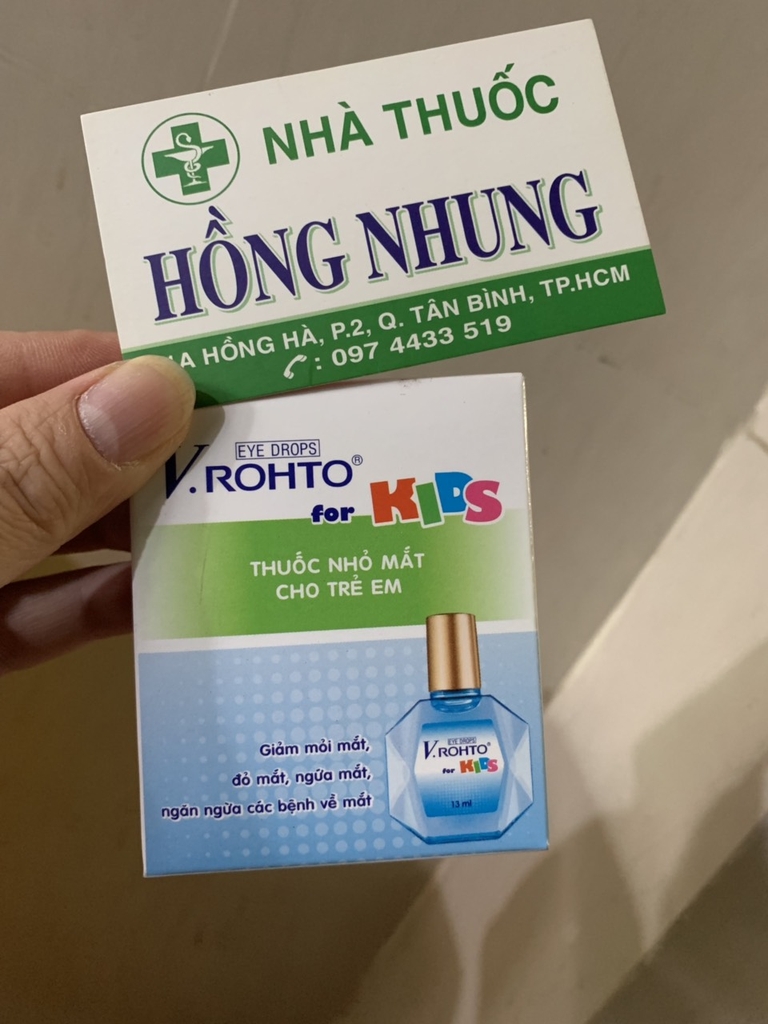 NHÀ THUỐC
HỒNG NHUNG
HỒNG HÀ, P.2, Q. TÂN BÌNH, TP.HCM
: 097 4433 519
EYE DROPS
V.ROHTO®
for KIDS
THUỐC NHỎ MẮT
CHO TRẺ EM
Giảm mỏi mắt,
đỏ mắt, ngứa mắt,
ngăn ngừa các bệnh về mắt
EYE DROPS
V.ROHTO®
for KIDS
13 ml